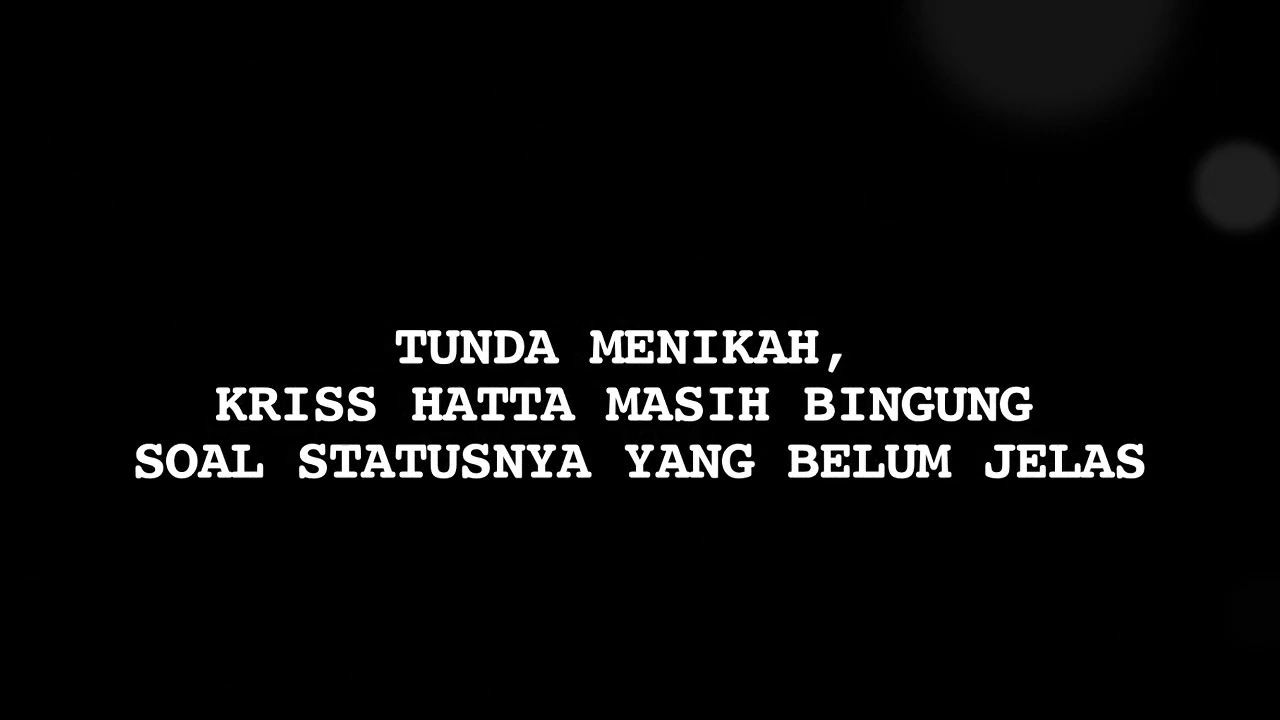 TUNDA MENIKAH,
KRISS HATTA MASIH BINGUNG
SOAL STATUSNYA YANG BELUM JELAS